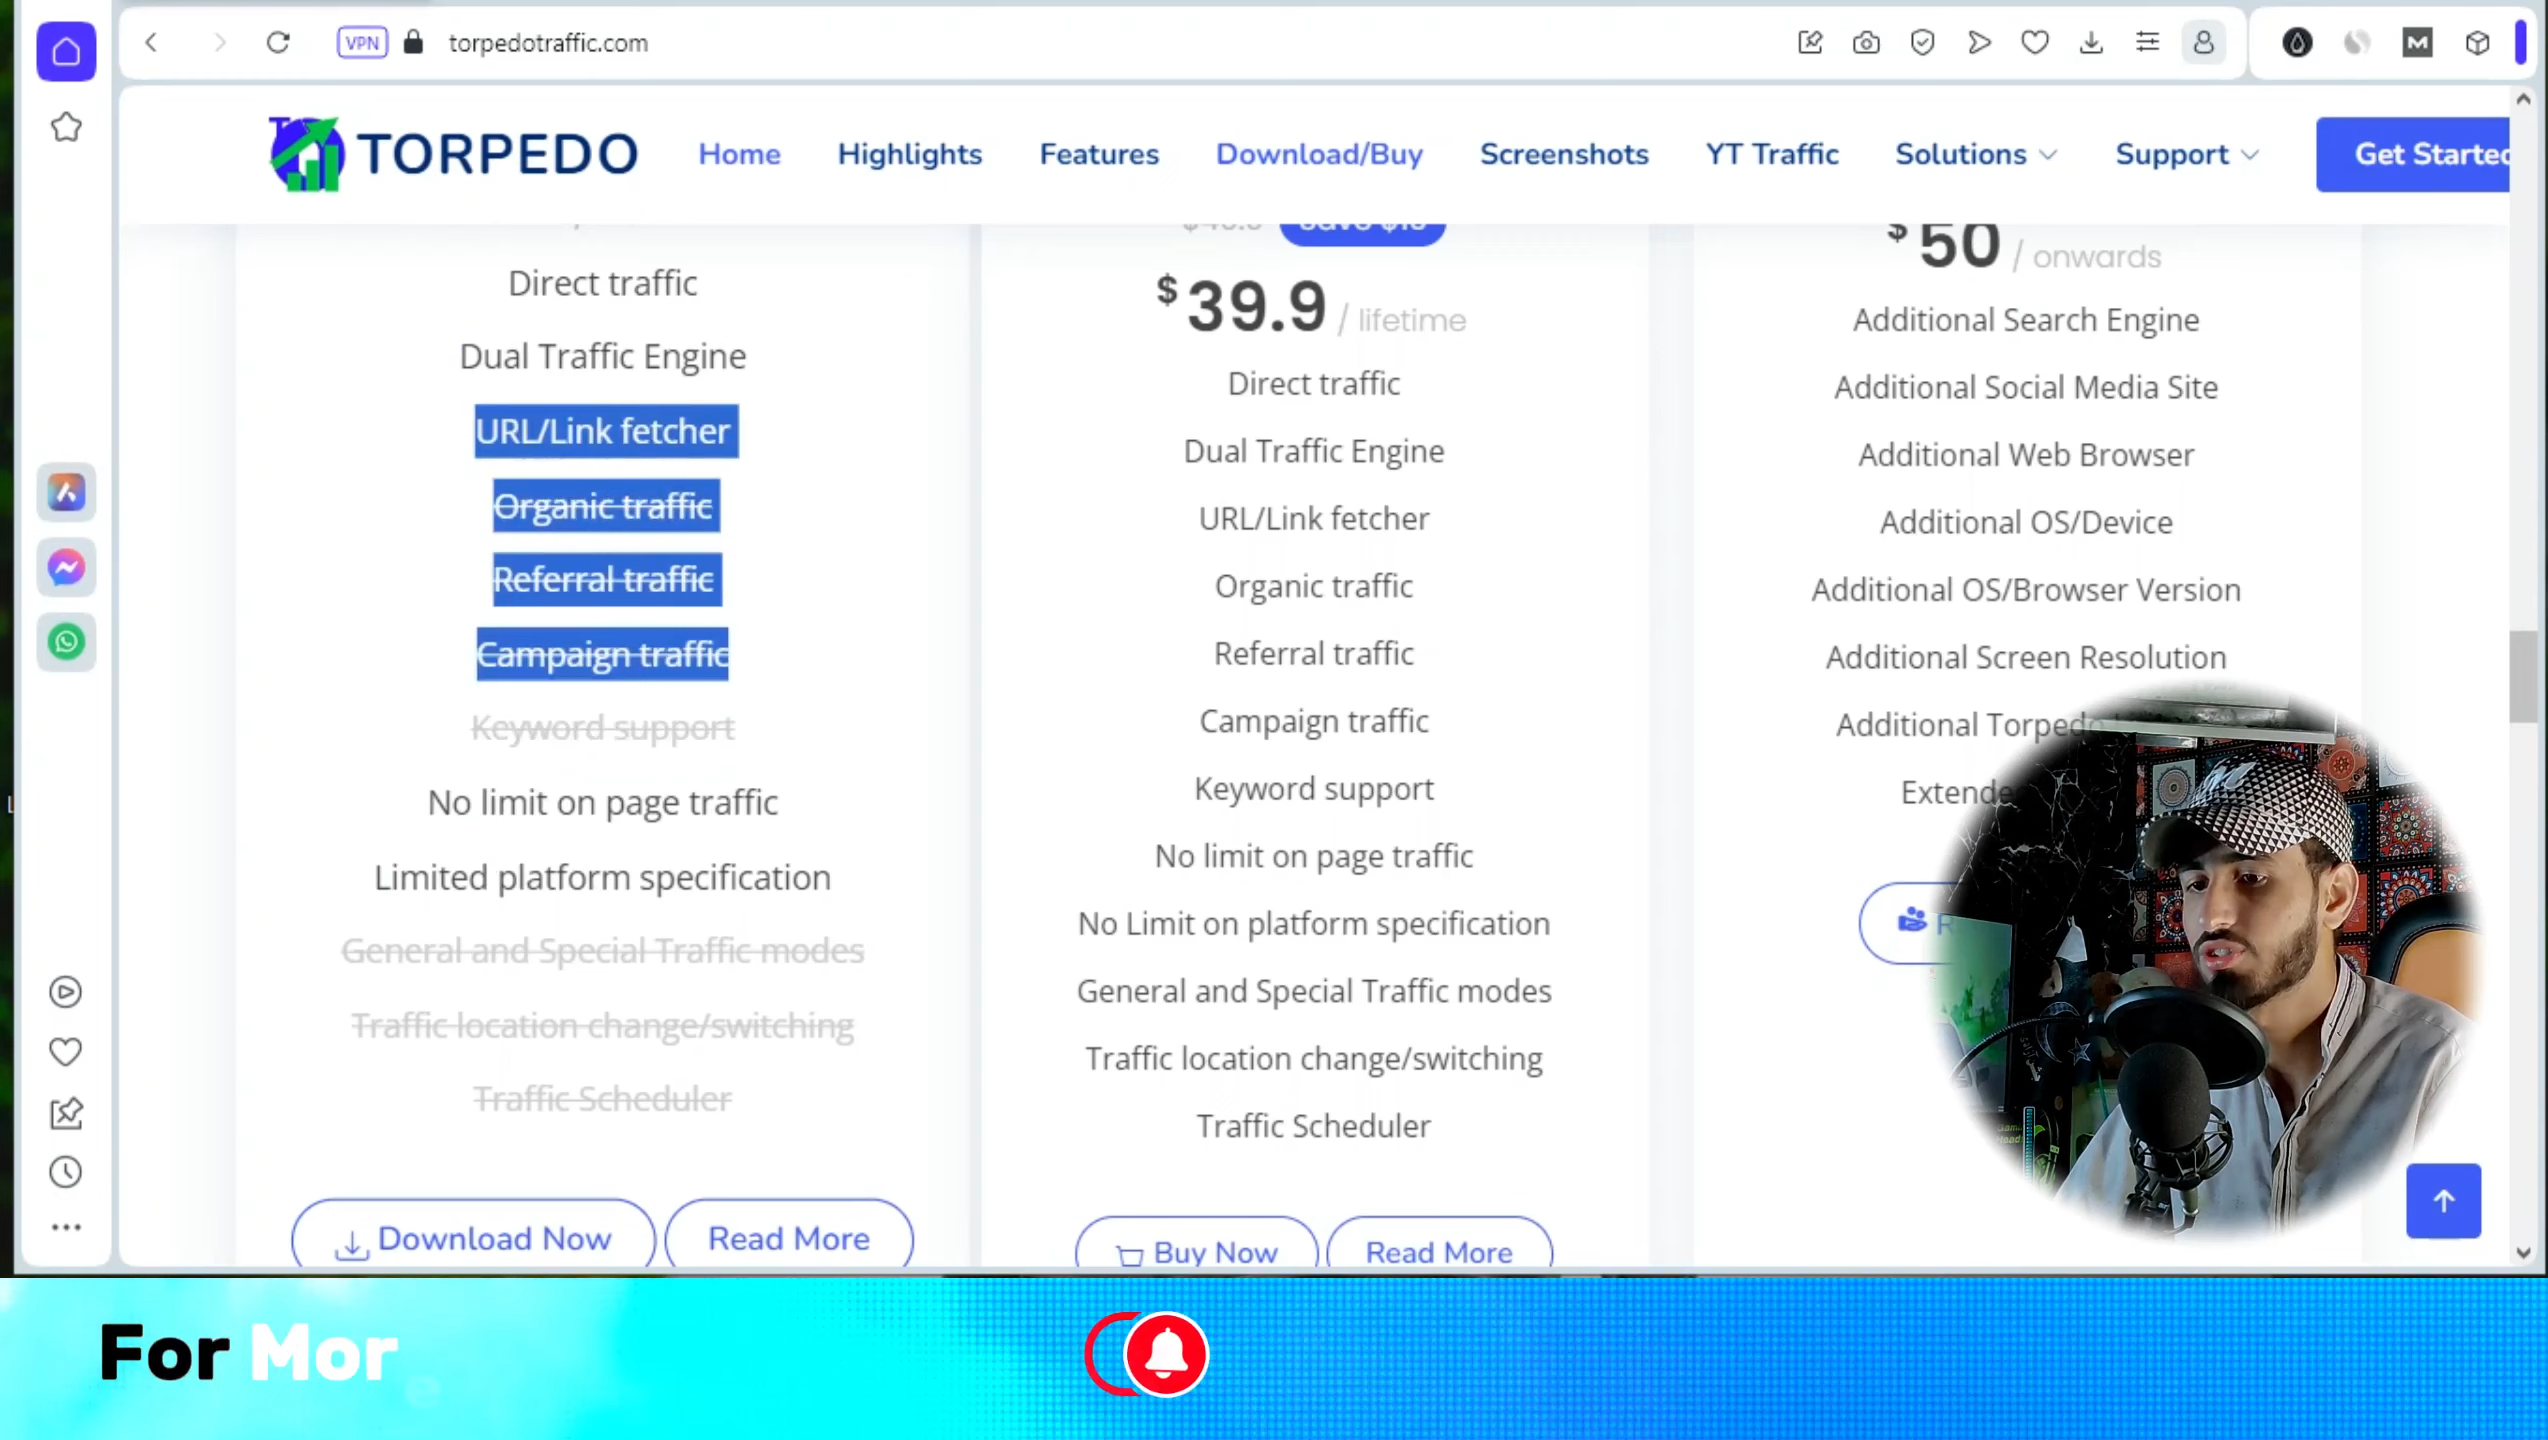 VPN torpedotraffic.com
TORPEDO Home Highlights Features Download/Buy Screenshots YT Traffic Solutions Support Get Started
Direct traffic
Dual Traffic Engine
URL/Link fetcher
Organic traffic
Referral traffic
Campaign traffic
Keyword support
No limit on page traffic
Limited platform specification
General and Special Traffic modes
Traffic location change/switching
Traffic Scheduler
Download Now Read More
$39.9 / lifetime
Direct traffic
Dual Traffic Engine
URL/Link fetcher
Organic traffic
Referral traffic
Campaign traffic
Keyword support
No limit on page traffic
No Limit on platform specification
General and Special Traffic modes
Traffic location change/switching
Traffic Scheduler
Buy Now Read More
$50 / onwards
Additional Search Engine
Additional Social Media Site
Additional Web Browser
Additional OS/Device
Additional OS/Browser Version
Additional Screen Resolution
Additional Torpedo
Extende
For Mor